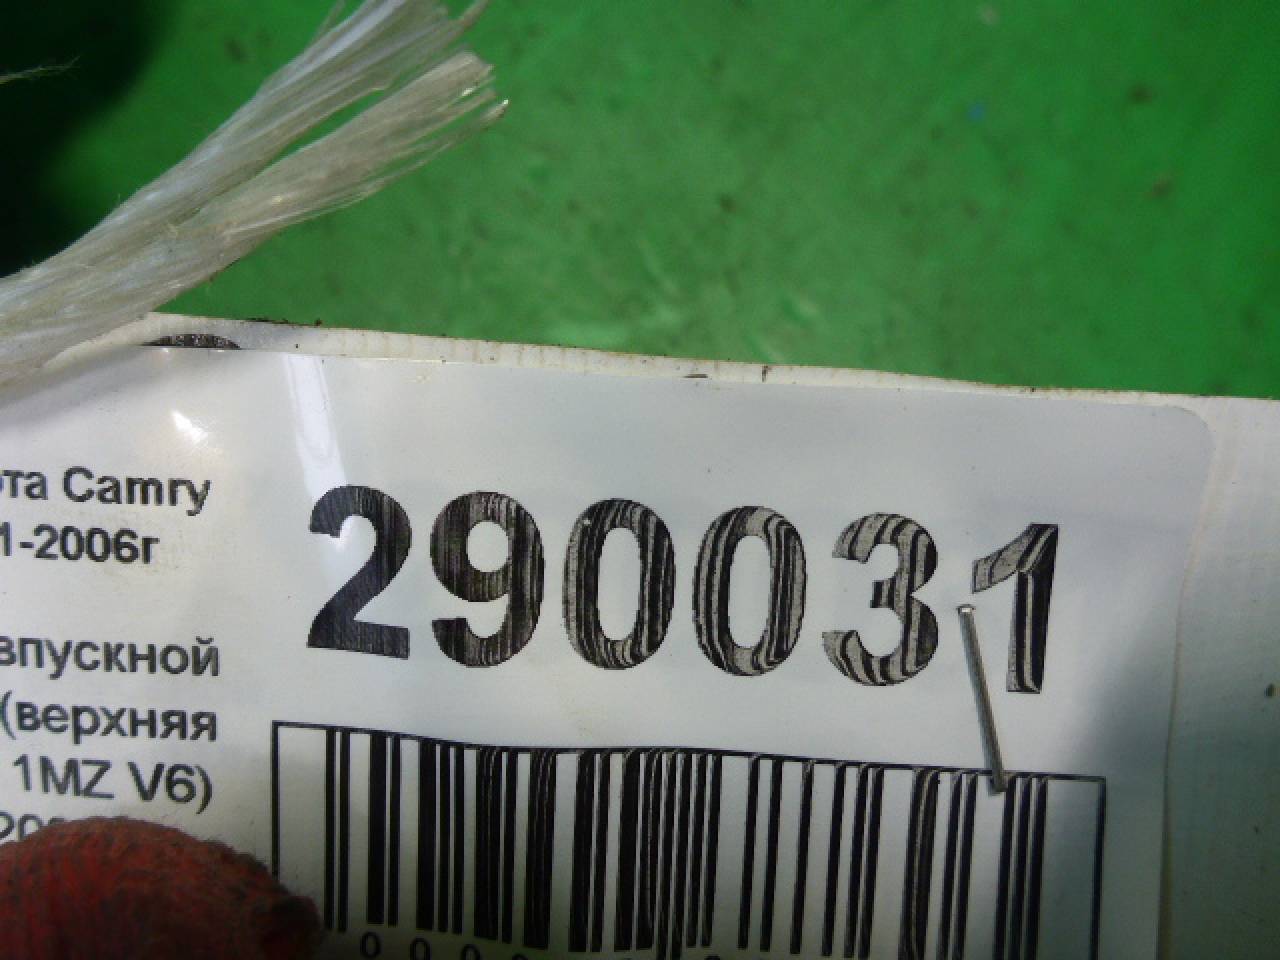 ота Camry
1-2006г
290031
впускной
(верхняя
1MZ V6)